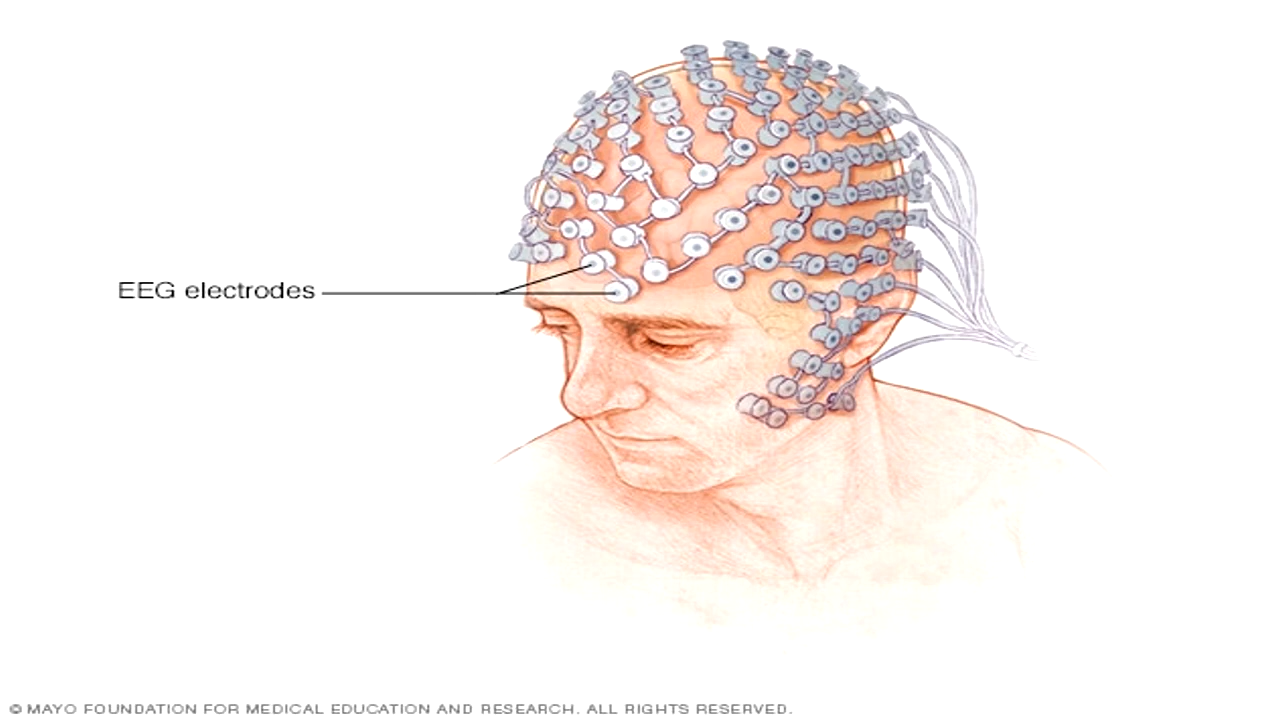 EEG electrodes
© MAYO FOUNDATION FOR MEDICAL EDUCATION AND RESEARCH. ALL RIGHTS RESERVED.